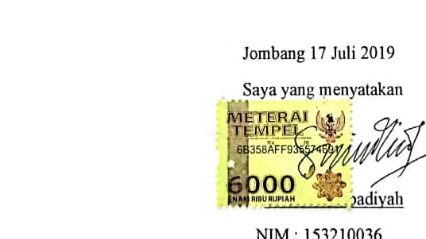 Jombang 17 Juli 2019
Saya yang menyatakan
METERAI
TEMPEL
6000
ENAM RIBU RUPIAH
NIM : 153210036